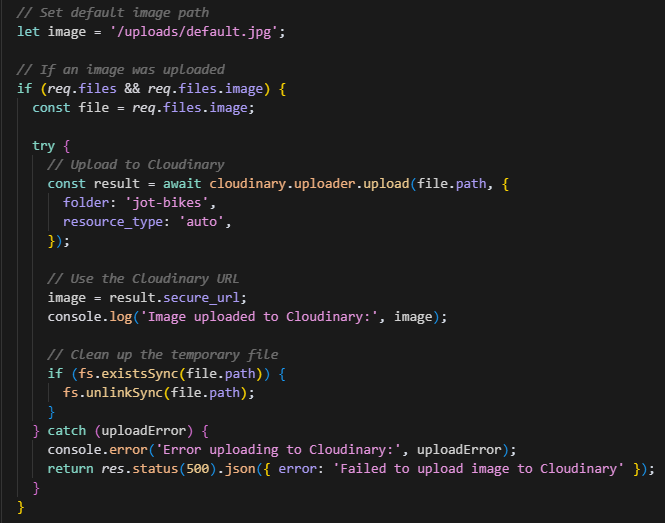 // Set default image path
let image = '/uploads/default.jpg';
// If an image was uploaded
if (req.files && req.files.image) {
const file = req.files.image;
try {
// Upload to Cloudinary
const result = await cloudinary.uploader.upload(file.path, {
folder: 'jot-bikes',
resource_type: 'auto',
});
// Use the Cloudinary URL
image = result.secure_url;
console.log('Image uploaded to Cloudinary:', image);
// Clean up the temporary file
if (fs.existsSync(file.path)) {
fs.unlinkSync(file.path);
}
} catch (uploadError) {
console.error('Error uploading to Cloudinary:', uploadError);
return res.status(500).json({ error: 'Failed to upload image to Cloudinary' });
}
}